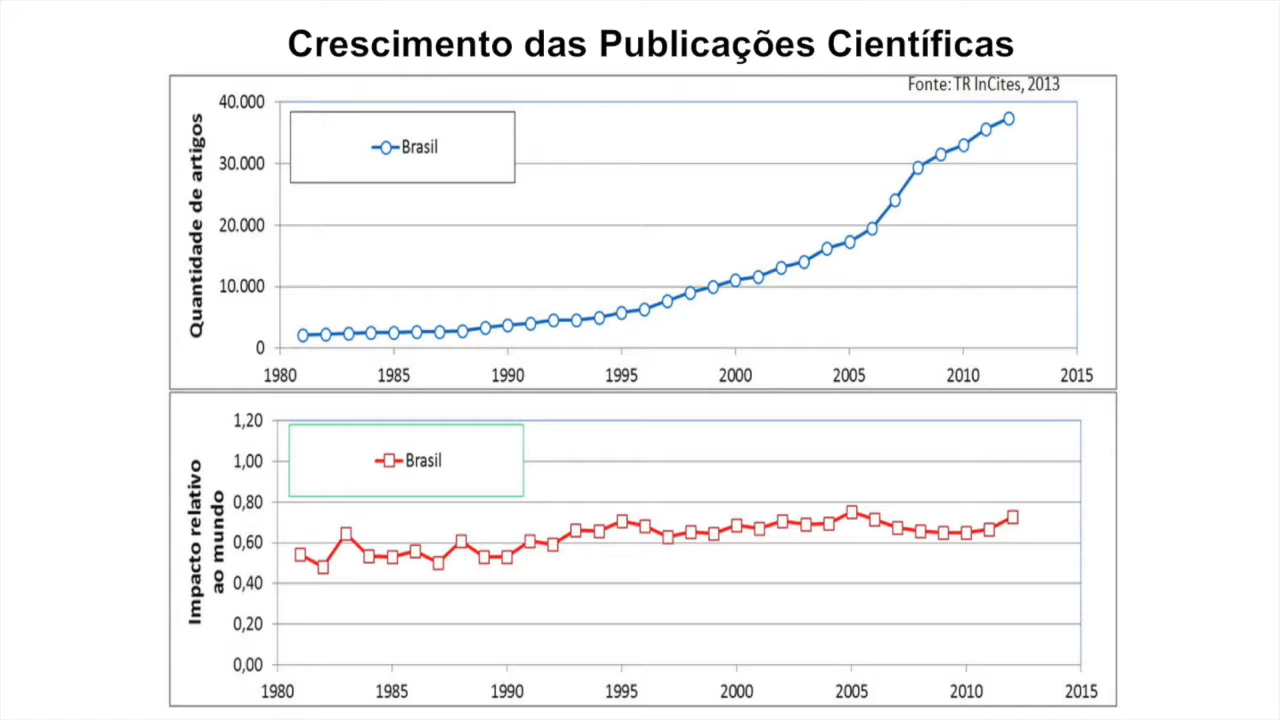 Crescimento das Publicações Científicas
Fonte: TR InCites, 2013
Quantidade de artigos
40.000
30.000
20.000
10.000
0
Brasil
1980 1985 1990 1995 2000 2005 2010 2015
Impacto relativo
ao mundo
1,20
1,00
0,80
0,60
0,40
0,20
0,00
Brasil
1980 1985 1990 1995 2000 2005 2010 2015